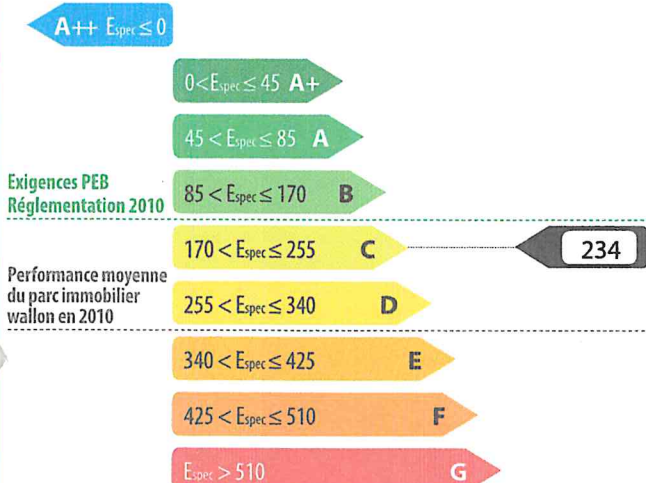 A++ Espec ≤ 0
0 < Espec ≤ 45 A+
45 < Espec ≤ 85 A
Exigences PEB
Réglementation 2010
85 < Espec ≤ 170 B
170 < Espec ≤ 255 C
234
Performance moyenne
du parc immobilier
wallon en 2010
255 < Espec ≤ 340 D
340 < Espec ≤ 425 E
425 < Espec ≤ 510 F
Espec > 510 G